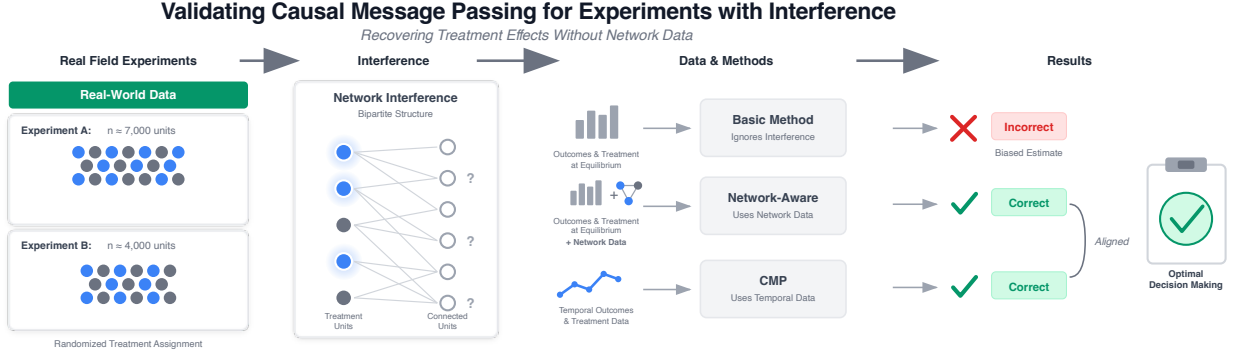 Validating Causal Message Passing for Experiments with Interference
Recovering Treatment Effects Without Network Data
Real Field Experiments
Interference
Data & Methods
Results
Real-World Data
Experiment A: n ≈ 7,000 units
Experiment B: n ≈ 4,000 units
Randomized Treatment Assignment
Network Interference
Bipartite Structure
?
?
?
Treatment
Units
Connected
Units
Outcomes & Treatment
at Equilibrium
Basic Method
Ignores Interference
Incorrect
Biased Estimate
+
Outcomes & Treatment
at Equilibrium
+ Network Data
Network-Aware
Uses Network Data
Correct
Temporal Outcomes
& Treatment Data
CMP
Uses Temporal Data
Correct
Aligned
Optimal
Decision Making